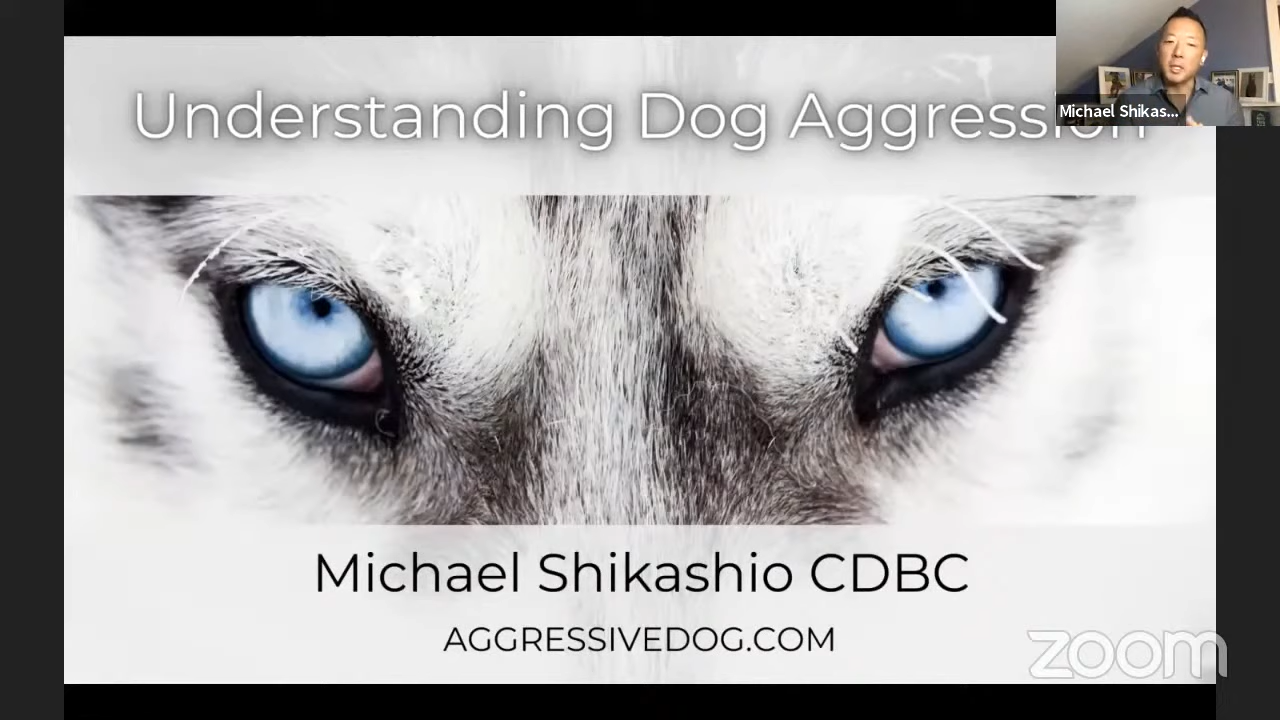 Understanding Dog Aggression
Michael Shikas...
Michael Shikashio CDBC
AGGRESSIVEDOG.COM
zoom